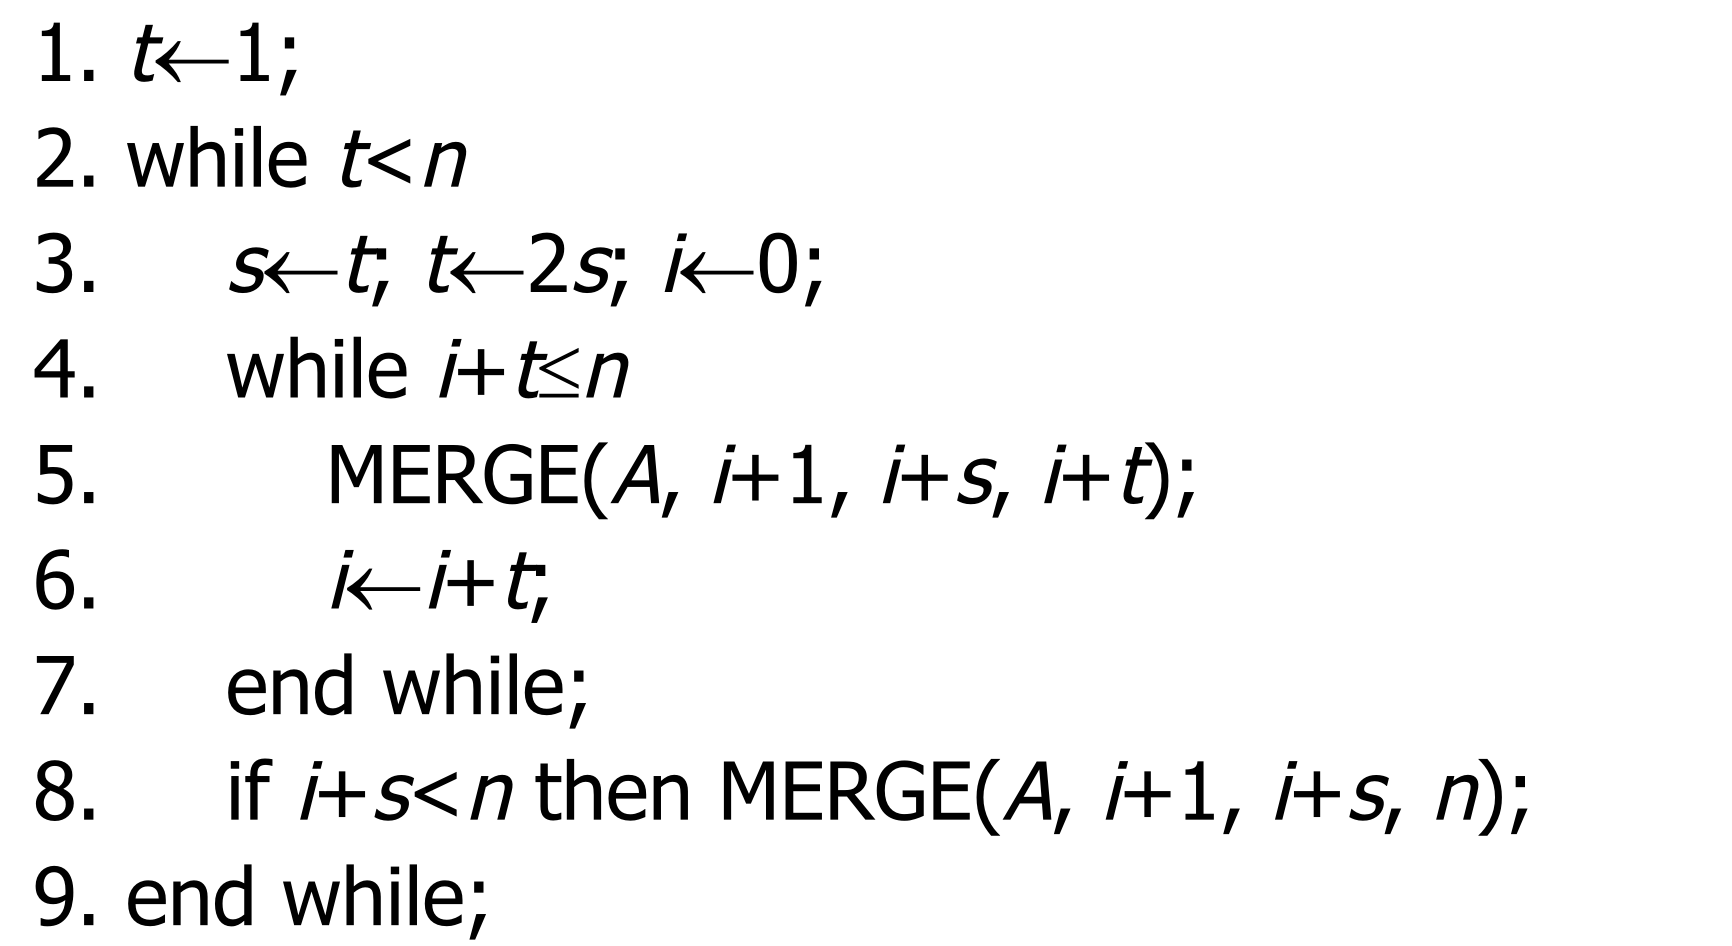 1. t←1;
2. while t<n
3. s←t; t←2s; i←0;
4. while i+t≤n
5. MERGE(A, i+1, i+s, i+t);
6. i←i+t;
7. end while;
8. if i+s<n then MERGE(A, i+1, i+s, n);
9. end while;